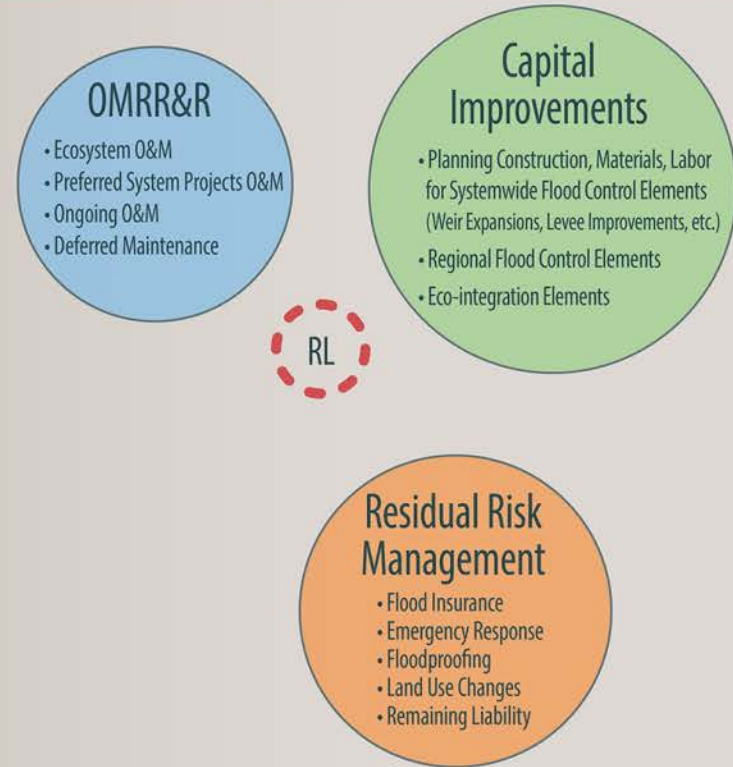 OMRR&R
• Ecosystem O&M
• Preferred System Projects O&M
• Ongoing O&M
• Deferred Maintenance
Capital
Improvements
• Planning Construction, Materials, Labor
for Systemwide Flood Control Elements
(Weir Expansions, Levee Improvements, etc.)
• Regional Flood Control Elements
• Eco-integration Elements
RL
Residual Risk
Management
• Flood Insurance
• Emergency Response
• Floodproofing
• Land Use Changes
• Remaining Liability